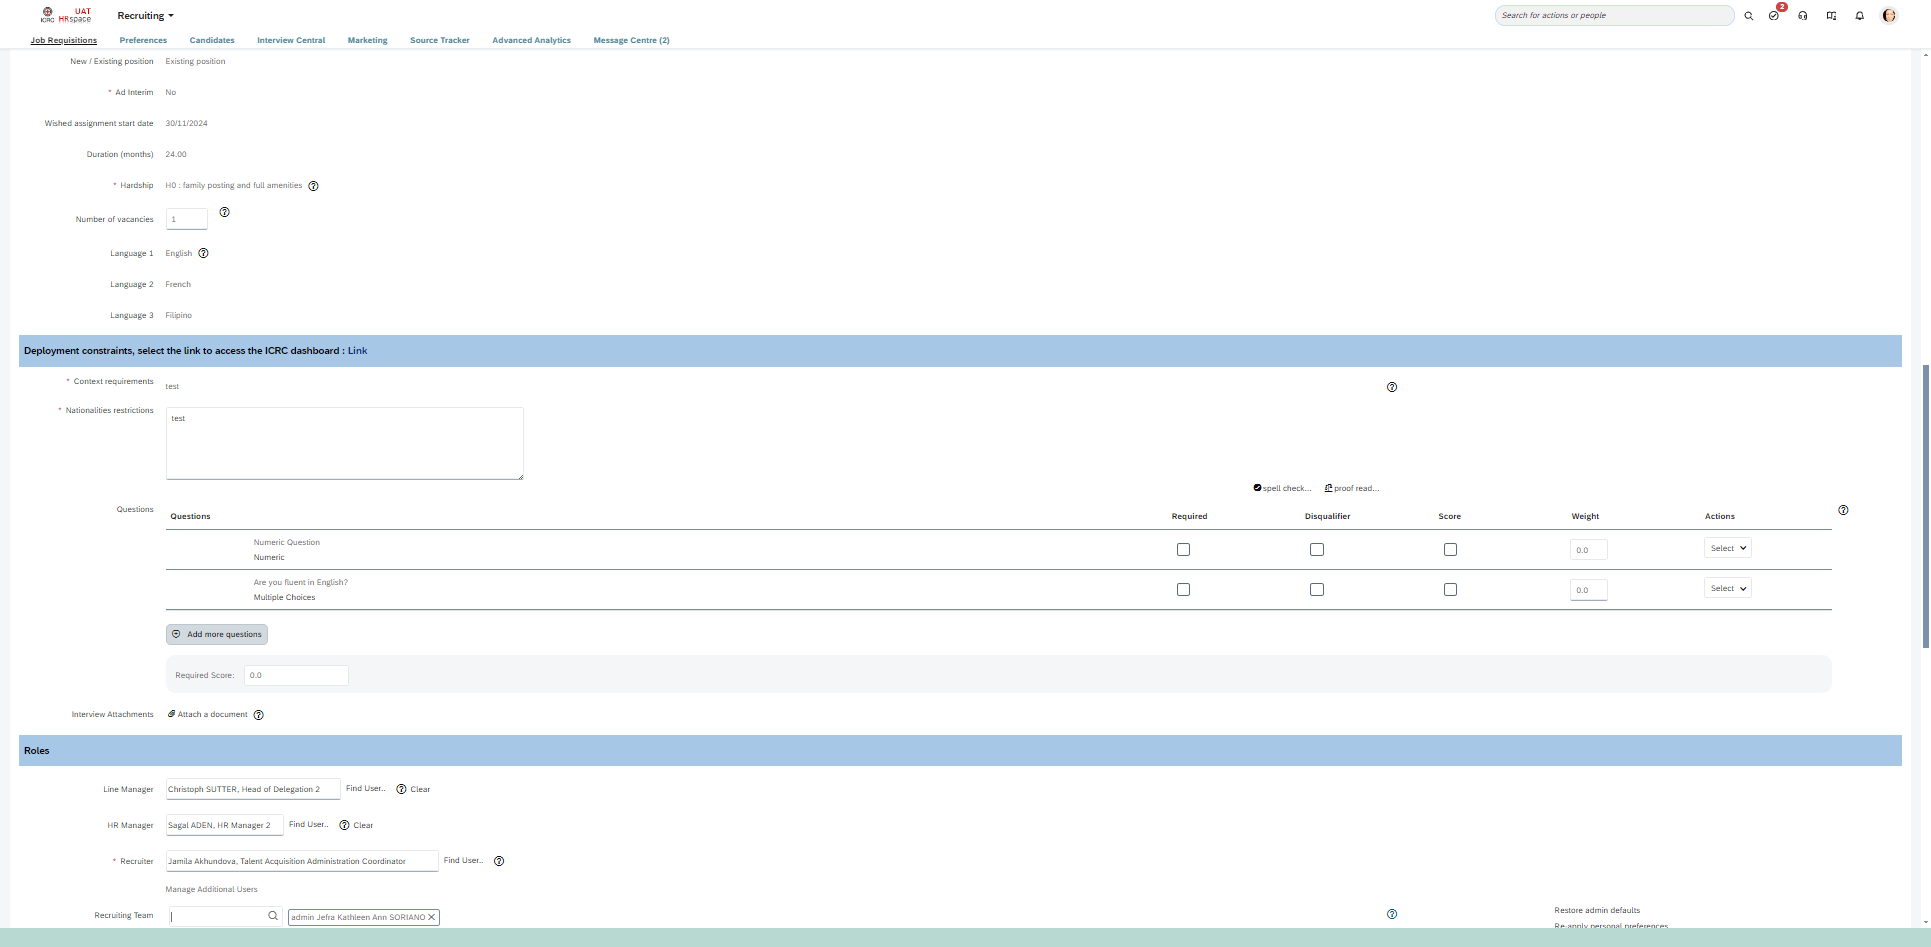 ICRC UAT HRspace Recruiting Search for actions or people 2
Job Requisitions Preferences Candidates Interview Central Marketing Source Tracker Advanced Analytics Message Centre (2)
New / Existing position Existing position
* Ad Interim No
Wished assignment start date 30/11/2024
Duration (months) 24.00
* Hardship H0 : family posting and full amenities
Number of vacancies 1
Language 1 English
Language 2 French
Language 3 Filipino
Deployment constraints, select the link to access the ICRC dashboard : Link
* Context requirements test
* Nationalities restrictions test
spell check... proof read...
Questions Questions Required Disqualifier Score Weight Actions
Numeric Question
Numeric 0.0 Select
Are you fluent in English?
Multiple Choices 0.0 Select
Add more questions
Required Score: 0.0
Interview Attachments Attach a document
Roles
Line Manager Christoph SUTTER, Head of Delegation 2 Find User.. Clear
HR Manager Sagal ADEN, HR Manager 2 Find User.. Clear
* Recruiter Jamila Akhundova, Talent Acquisition Administration Coordinator Find User..
Manage Additional Users
Recruiting Team admin Jefra Kathleen Ann SORIANO Restore admin defaults
Re-apply personal preferences